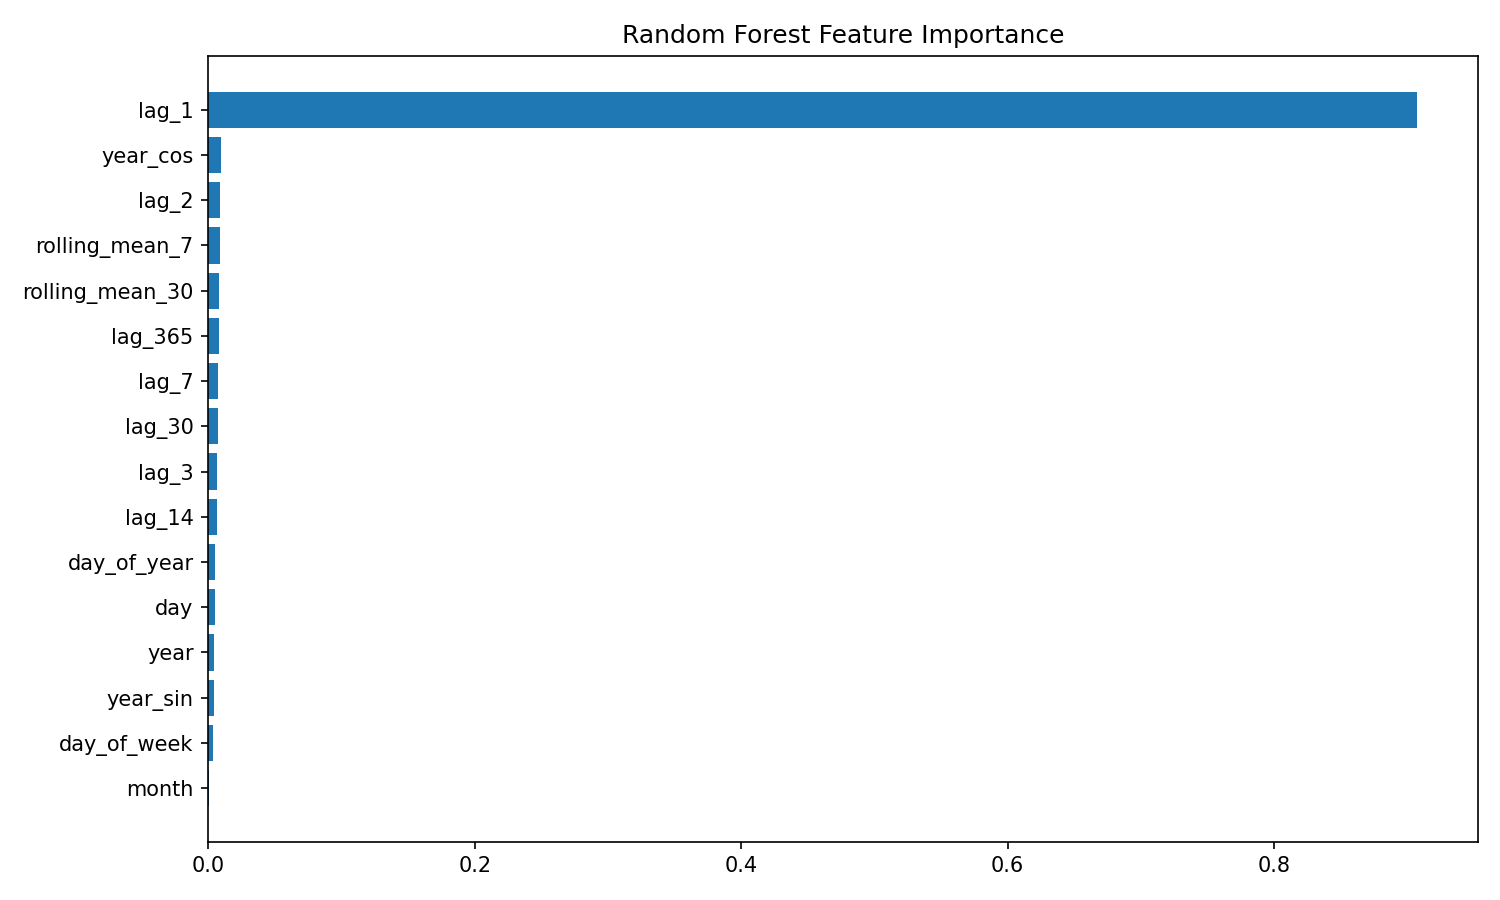 Random Forest Feature Importance
lag_1
year_cos
lag_2
rolling_mean_7
rolling_mean_30
lag_365
lag_7
lag_30
lag_3
lag_14
day_of_year
day
year
year_sin
day_of_week
month
0.0 0.2 0.4 0.6 0.8